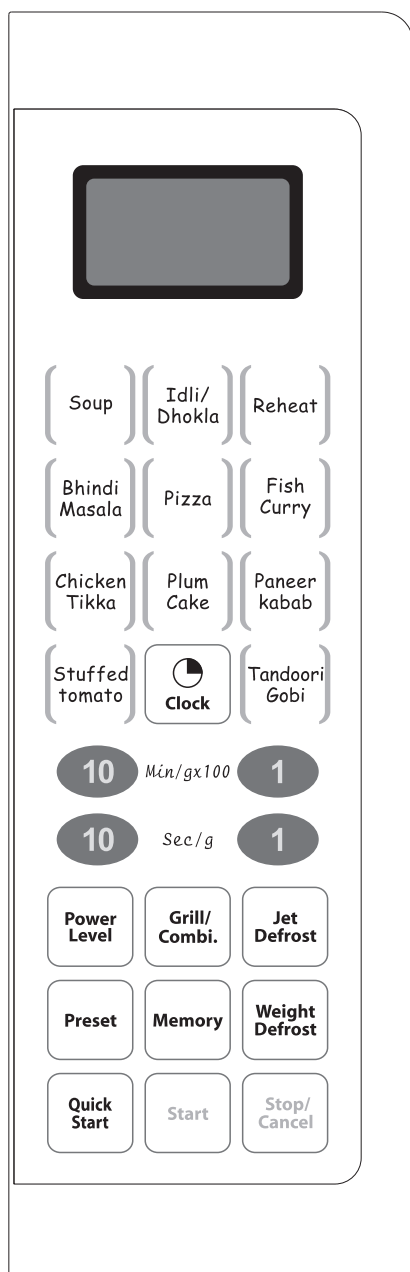 Soup
Idli/
Dhokla
Reheat
Bhindi
Masala
Pizza
Fish
Curry
Chicken
Tikka
Plum
Cake
Paneer
kabab
Stuffed
tomato
Clock
Tandoori
Gobi
10 Min/gx100 1
10 Sec/g 1
Power
Level
Grill/
Combi.
Jet
Defrost
Preset
Memory
Weight
Defrost
Quick
Start
Start
Stop/
Cancel